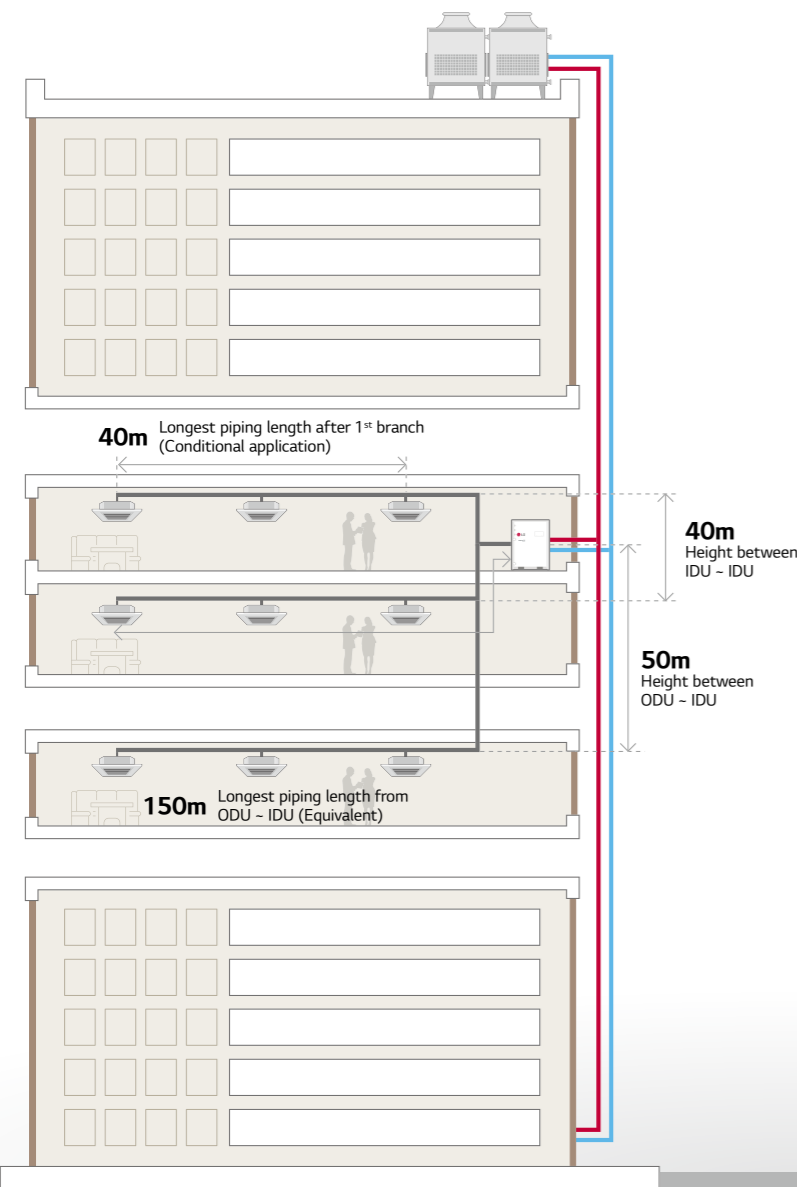 40m
Longest piping length after 1st branch
(Conditional application)
LG
40m
Height between
IDU ~ IDU
50m
Height between
ODU ~ IDU
150m
Longest piping length from
ODU ~ IDU (Equivalent)